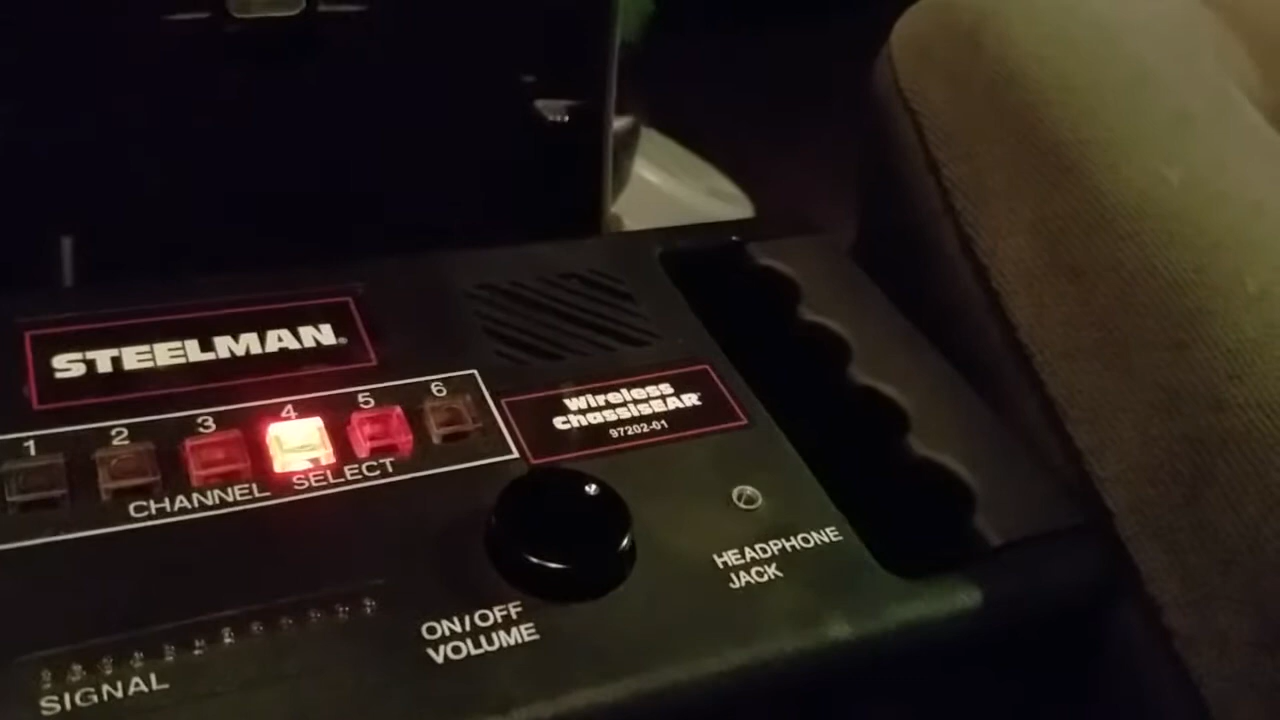 STEELMAN®
1 2 3 4 5 6
CHANNEL SELECT
Wireless
ChassisEAR®
97202-01
HEADPHONE
JACK
ON/OFF
VOLUME
SIGNAL